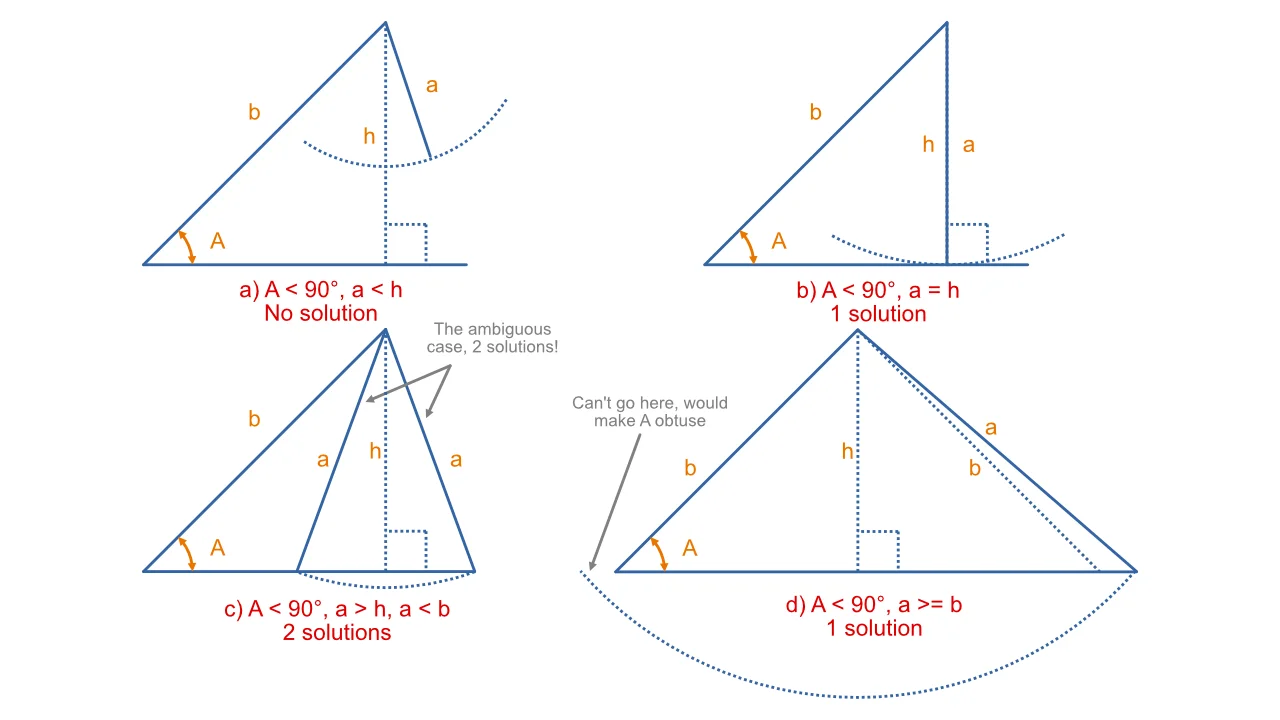 b
a
h
A
a) A < 90°, a < h
No solution
b
h
a
A
b) A < 90°, a = h
1 solution
The ambiguous
case, 2 solutions!
b
a
h
a
A
c) A < 90°, a > h, a < b
2 solutions
Can't go here, would
make A obtuse
b
h
a
b
A
d) A < 90°, a >= b
1 solution